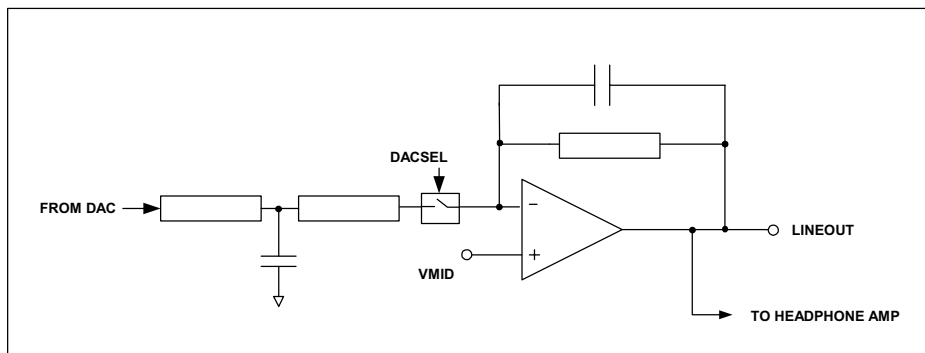 DACSEL
FROM DAC
−
+
VMID
LINEOUT
TO HEADPHONE AMP